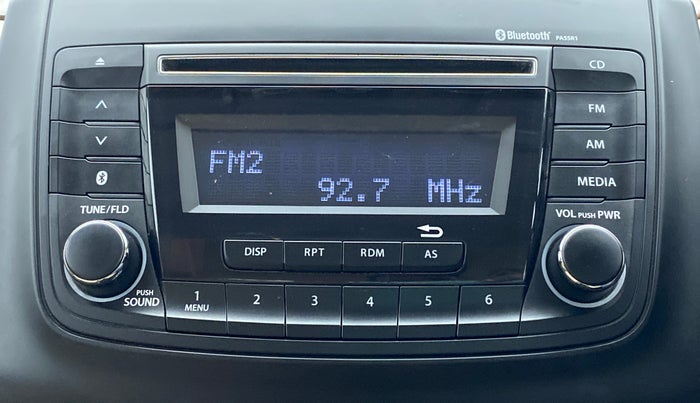 Bluetooth® PA5SR1
CD
FM
AM
MEDIA
FM2
92.7 MHz
TUNE/FLD
VOL PUSH PWR
DISP RPT RDM AS
PUSH
SOUND
1 2 3 4 5 6
MENU